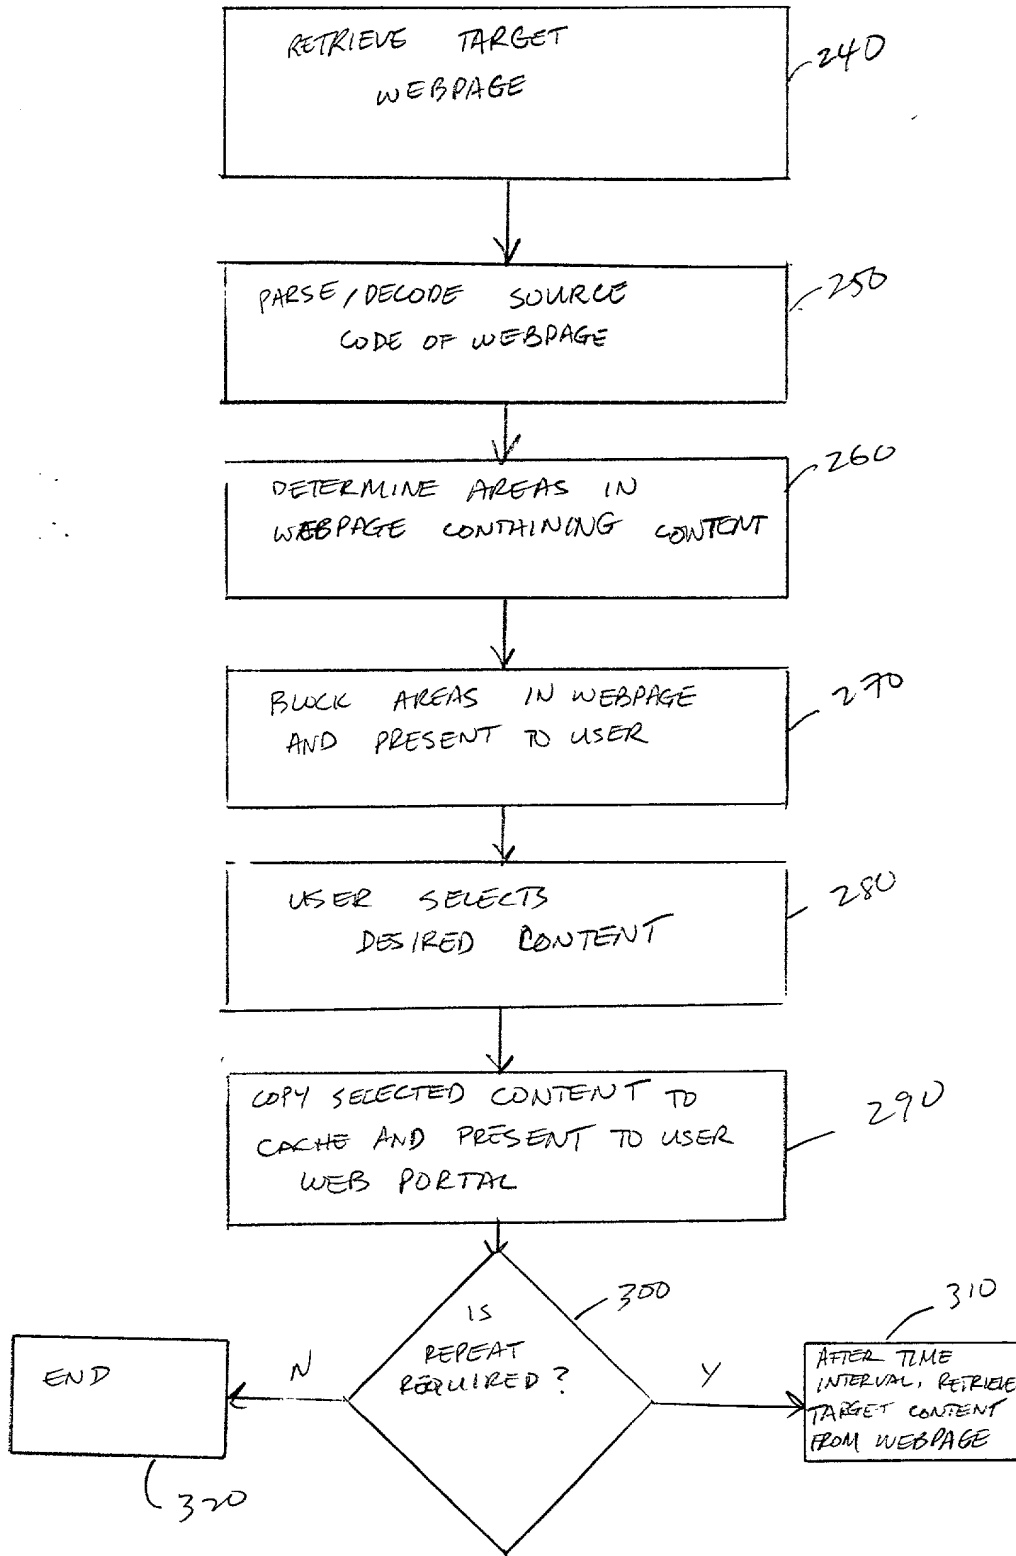 RETRIEVE TARGET
WEBPAGE
240
PARSE/DECODE SOURCE
CODE OF WEBPAGE
250
DETERMINE AREAS IN
WEBPAGE CONTAINING CONTENT
260
BLOCK AREAS IN WEBPAGE
AND PRESENT TO USER
270
USER SELECTS
DESIRED CONTENT
280
COPY SELECTED CONTENT TO
CACHE AND PRESENT TO USER
WEB PORTAL
290
IS
REPEAT
REQUIRED?
300
N
END
320
Y
310
AFTER TIME
INTERVAL, RETRIEVE
TARGET CONTENT
FROM WEBPAGE